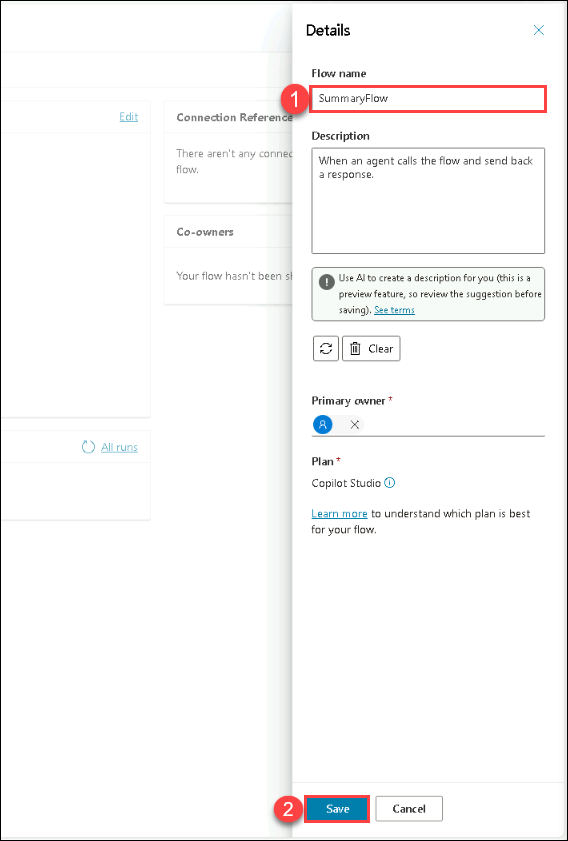 Details
Flow name
1
SummaryFlow
Description
When an agent calls the flow and send back
a response.
Use AI to create a description for you (this is a
preview feature, so review the suggestion before
saving). See terms
Clear
Primary owner *
Plan *
Copilot Studio
Learn more to understand which plan is best
for your flow.
2
Save
Cancel
Edit
Connection Reference
There aren't any connec
flow.
Co-owners
Your flow hasn't been sh
All runs